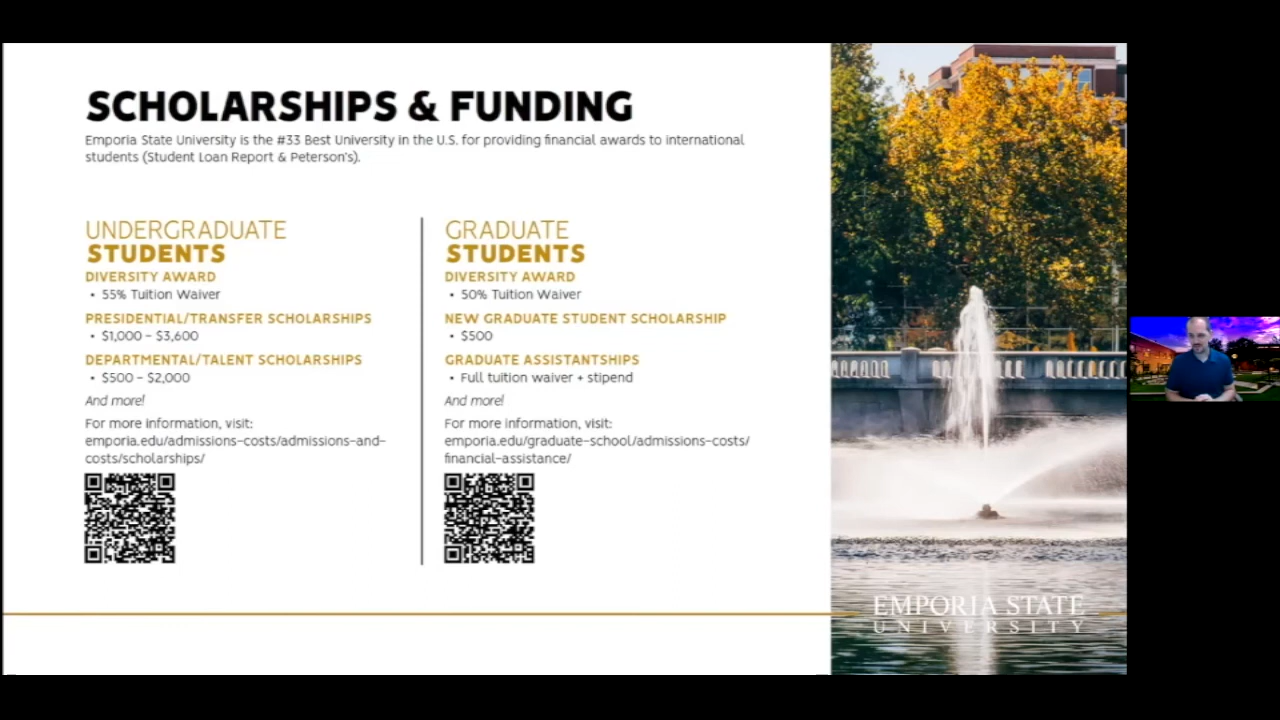 SCHOLARSHIPS & FUNDING
Emporia State University is the #33 Best University in the U.S. for providing financial awards to international
students (Student Loan Report & Peterson's).
UNDERGRADUATE
STUDENTS
DIVERSITY AWARD
• 55% Tuition Waiver
PRESIDENTIAL/TRANSFER SCHOLARSHIPS
• $1,000 - $3,600
DEPARTMENTAL/TALENT SCHOLARSHIPS
• $500 - $2,000
And more!
For more information, visit:
emporia.edu/admissions-costs/admissions-and-
costs/scholarships/
GRADUATE
STUDENTS
DIVERSITY AWARD
• 50% Tuition Waiver
NEW GRADUATE STUDENT SCHOLARSHIP
• $500
GRADUATE ASSISTANTSHIPS
• Full tuition waiver + stipend
And more!
For more information, visit:
emporia.edu/graduate-school/admissions-costs/
financial-assistance/
EMPORIA STATE
UNIVERSITY